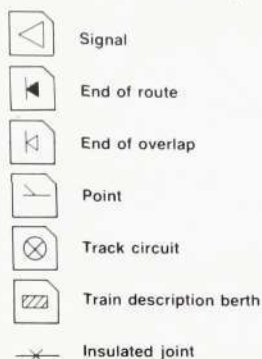 Signal
End of route
End of overlap
Point
Track circuit
Train description berth
Insulated joint